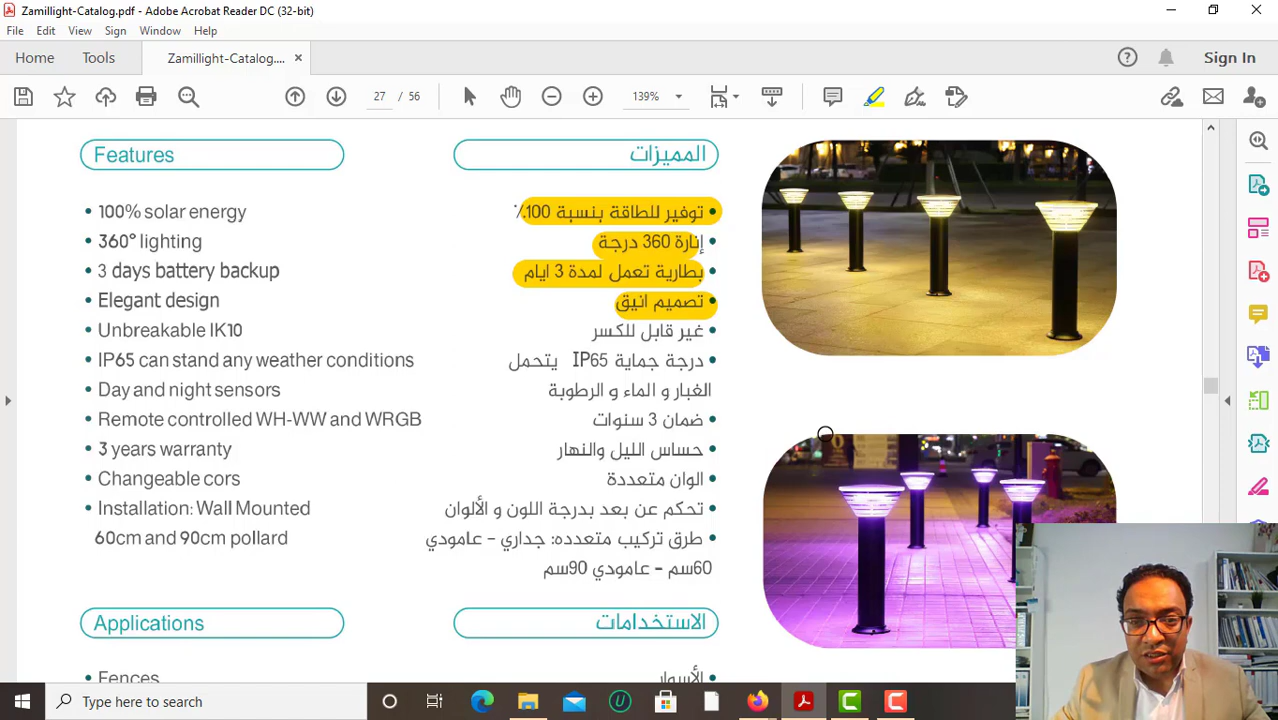 Zamillight-Catalog.pdf - Adobe Acrobat Reader DC (32-bit)
File Edit View Sign Window Help
Home Tools Zamillight-Catalog.... × Sign In
27 / 56 139%
Features
• 100% solar energy
• 360° lighting
• 3 days battery backup
• Elegant design
• Unbreakable IK10
• IP65 can stand any weather conditions
• Day and night sensors
• Remote controlled WH-WW and WRGB
• 3 years warranty
• Changeable cors
• Installation: Wall Mounted
60cm and 90cm pollard
المميزات
• توفير للطاقة بنسبة 100٪
• إنارة 360 درجة
• بطارية تعمل لمدة 3 ايام
• تصميم انيق
• غير قابل للكسر
• درجة جماية IP65 يتحمل
الغبار و الماء و الرطوبة
• ضمان 3 سنوات
• حساس الليل والنهار
• الوان متعددة
• تحكم عن بعد بدرجة اللون و الألوان
• طرق تركيب متعدده: جداري - عامودي
60سم - عامودي 90سم
Applications
الاستخدامات
Fences
الأسوار
Type here to search